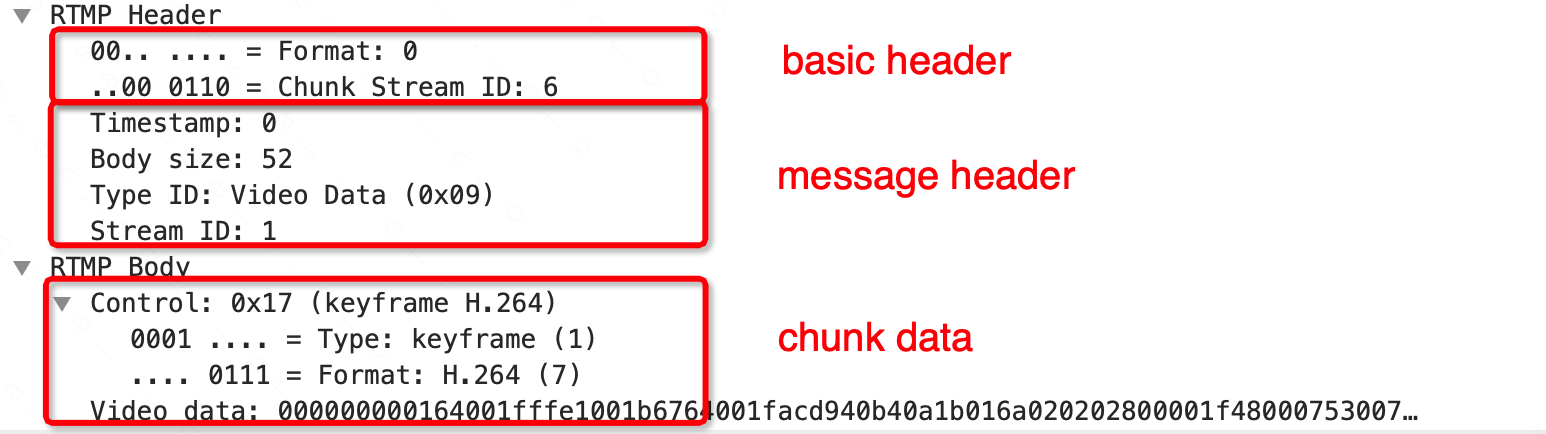 RTMP Header
00.. .... = Format: 0
basic header
..00 0110 = Chunk Stream ID: 6
Timestamp: 0
Body size: 52
message header
Type ID: Video Data (0x09)
Stream ID: 1
RTMP Body
Control: 0x17 (keyframe H.264)
0001 .... = Type: keyframe (1)
chunk data
.... 0111 = Format: H.264 (7)
Video data: 000000000164001fffe1001b6764001facd940b40a1b016a020202800001f48000753007…